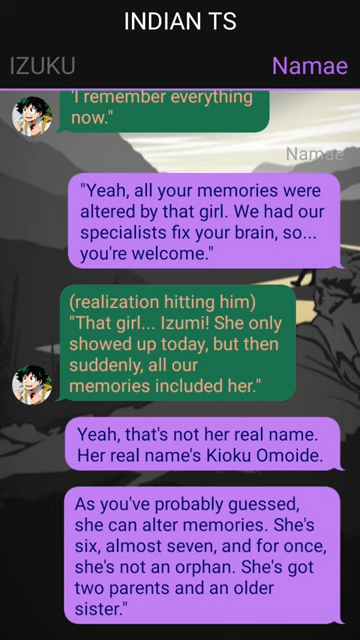 INDIAN TS
IZUKU
Namae
'I remember everything
now."
Namae
"Yeah, all your memories were
altered by that girl. We had our
specialists fix your brain, so...
you're welcome."
(realization hitting him)
"That girl... Izumi! She only
showed up today, but then
suddenly, all our
memories included her."
Yeah, that's not her real name.
Her real name's Kioku Omoide.
As you've probably guessed,
she can alter memories. She's
six, almost seven, and for once,
she's not an orphan. She's got
two parents and an older
sister."